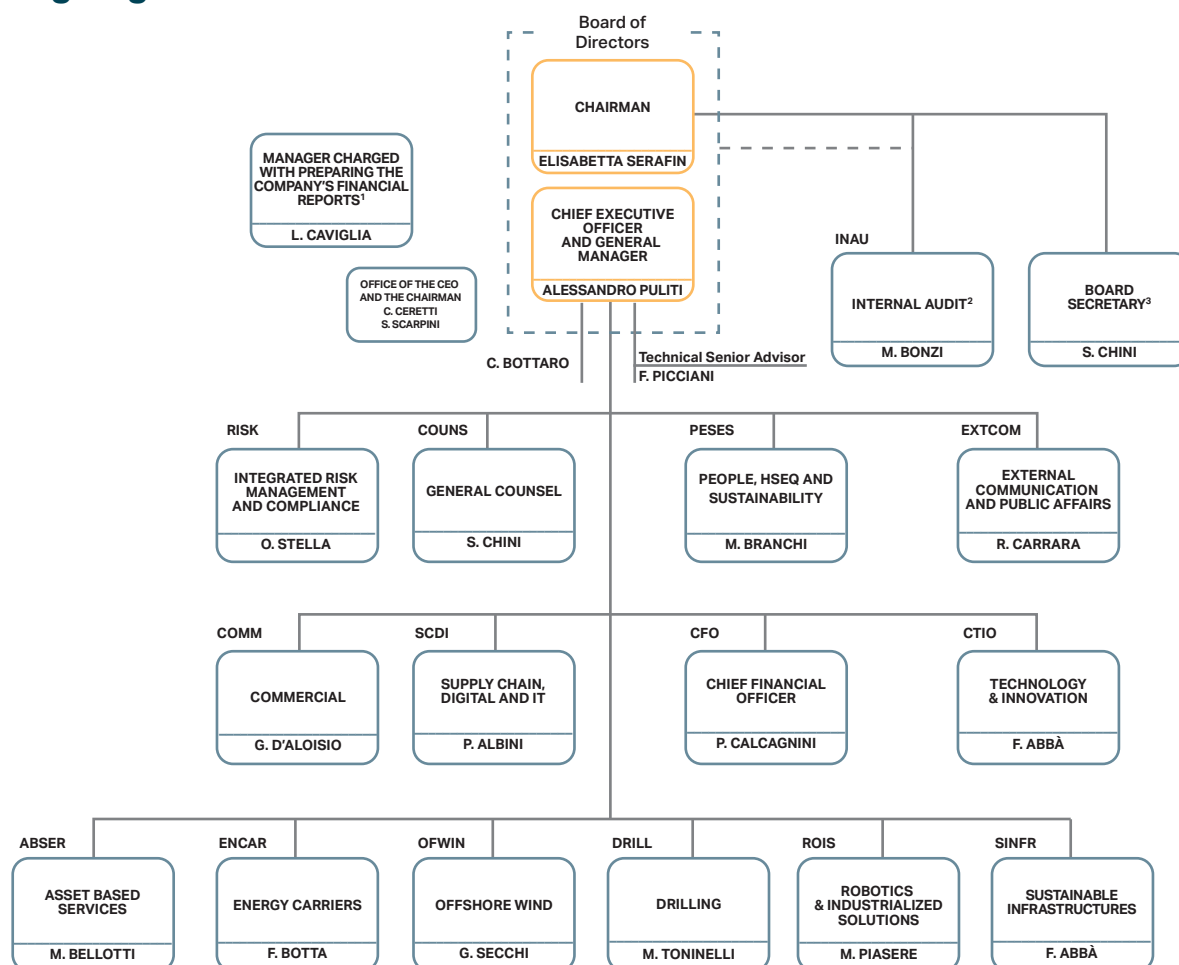 Board of
Directors
CHAIRMAN
ELISABETTA SERAFIN
MANAGER CHARGED
WITH PREPARING THE
COMPANY'S FINANCIAL
REPORTS¹
L. CAVIGLIA
CHIEF EXECUTIVE
OFFICER
AND GENERAL
MANAGER
ALESSANDRO PULITI
OFFICE OF THE CEO
AND THE CHAIRMAN
C. CERETTI
S. SCARPINI
INAU
INTERNAL AUDIT²
M. BONZI
BOARD
SECRETARY³
S. CHINI
C. BOTTARO
Technical Senior Advisor
F. PICCIANI
RISK
INTEGRATED RISK
MANAGEMENT
AND COMPLIANCE
O. STELLA
COUNS
GENERAL COUNSEL
S. CHINI
PESES
PEOPLE, HSEQ AND
SUSTAINABILITY
M. BRANCHI
EXTCOM
EXTERNAL
COMMUNICATION
AND PUBLIC AFFAIRS
R. CARRARA
COMM
COMMERCIAL
G. D'ALOISIO
SCDI
SUPPLY CHAIN,
DIGITAL AND IT
P. ALBINI
CFO
CHIEF FINANCIAL
OFFICER
P. CALCAGNINI
CTIO
TECHNOLOGY
& INNOVATION
F. ABBÀ
ABSER
ASSET BASED
SERVICES
M. BELLOTTI
ENCAR
ENERGY CARRIERS
F. BOTTA
OFWIN
OFFSHORE WIND
G. SECCHI
DRILL
DRILLING
M. TONINELLI
ROIS
ROBOTICS
& INDUSTRIALIZED
SOLUTIONS
M. PIASERE
SINFR
SUSTAINABLE
INFRASTRUCTURES
F. ABBÀ